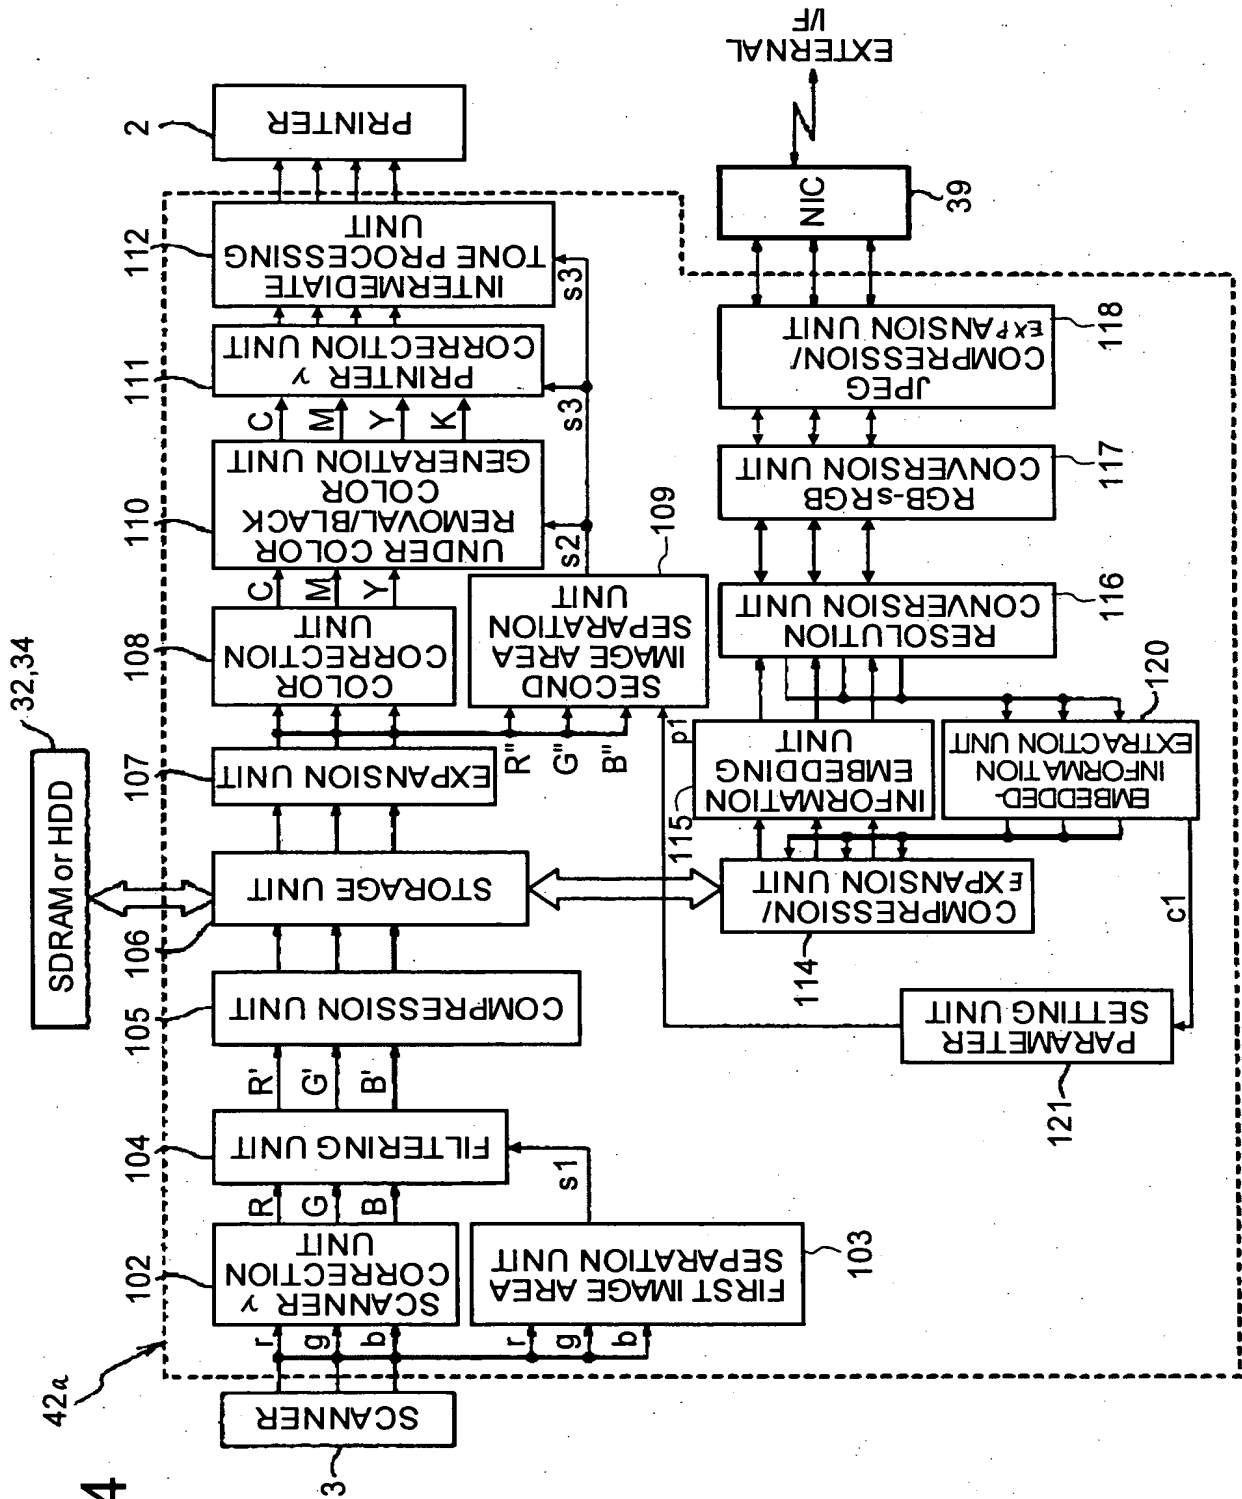 4
42a
SCANNER
3
r
g
b
r
g
b
SCANNER γ
CORRECTION
UNIT
102
FIRST IMAGE AREA
SEPARATION UNIT
103
R
G
B
s1
FILTERING UNIT
104
R'
G'
B'
COMPRESSION UNIT
105
STORAGE UNIT
106
SDRAM or HDD
32,34
EXPANSION UNIT
107
R"
G"
B"
COLOR
CORRECTION
UNIT
108
SECOND
IMAGE AREA
SEPARATION
UNIT
109
C
M
Y
s2
UNDER COLOR
REMOVAL/BLACK
COLOR
GENERATION UNIT
110
C
M
Y
K
s3
PRINTER γ
CORRECTION UNIT
111
s3
INTERMEDIATE
TONE PROCESSING
UNIT
112
PRINTER
2
COMPRESSION/
EXPANSION UNIT
114
INFORMATION
EMBEDDING
UNIT
115
p1
EMBEDDED-
INFORMATION
EXTRACTION UNIT
120
c1
PARAMETER
SETTING UNIT
121
RESOLUTION
CONVERSION UNIT
116
RGB-sRGB
CONVERSION UNIT
117
JPEG
COMPRESSION/
EXPANSION UNIT
118
NIC
39
EXTERNAL
I/F